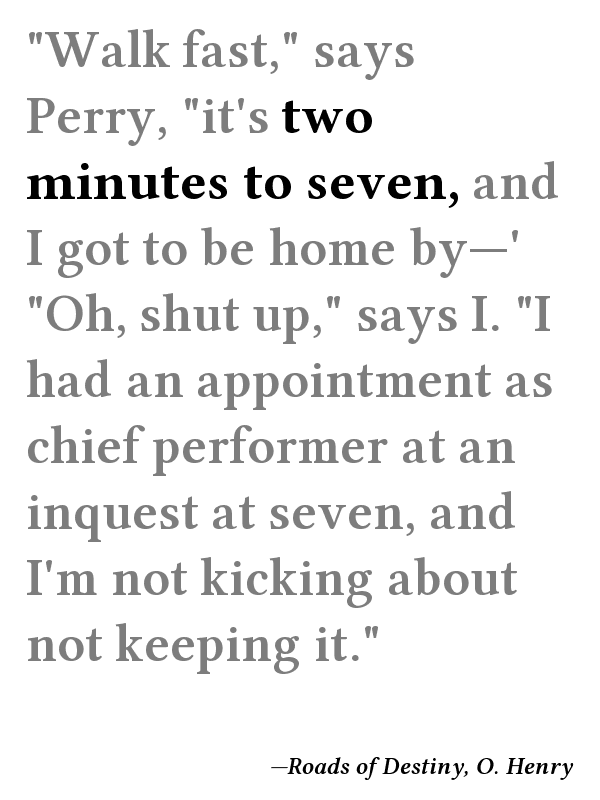 "Walk fast," says
Perry, "it's two
minutes to seven, and
I got to be home by—'
"Oh, shut up," says I. "I
had an appointment as
chief performer at an
inquest at seven, and
I'm not kicking about
not keeping it."
—Roads of Destiny, O. Henry